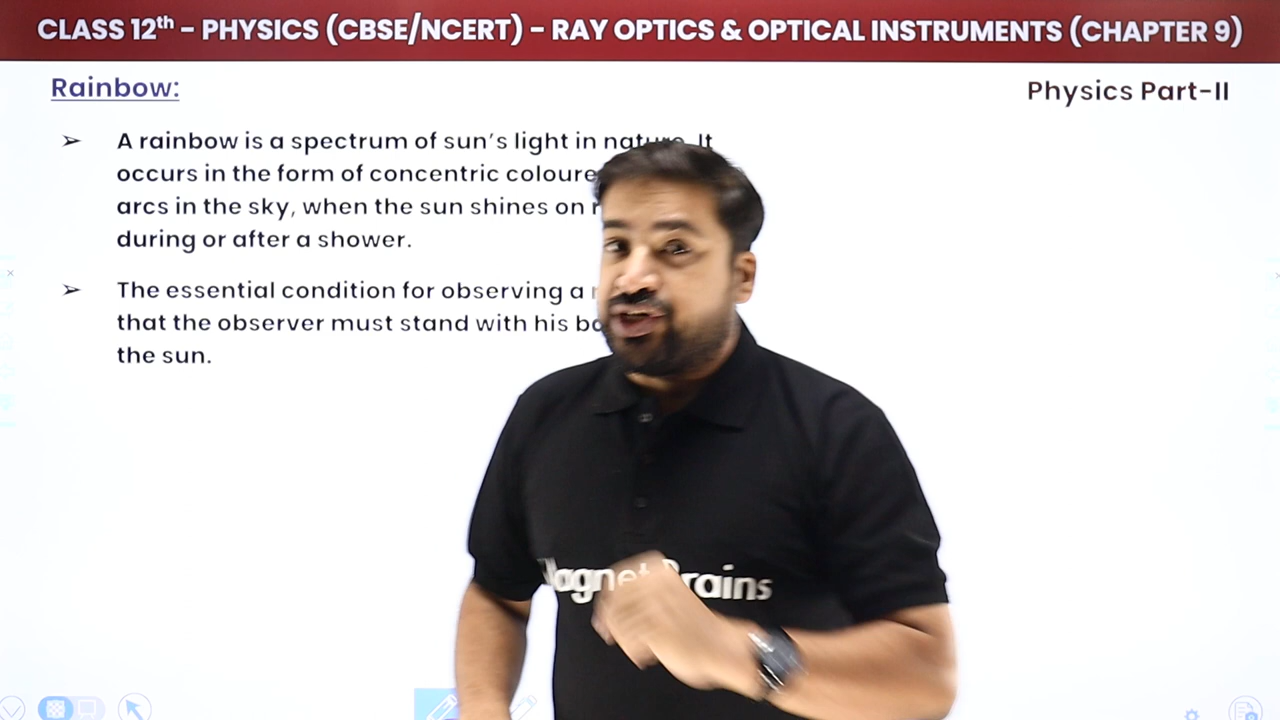 CLASS 12th – PHYSICS (CBSE/NCERT) – RAY OPTICS & OPTICAL INSTRUMENTS (CHAPTER 9)
Rainbow:
Physics Part-II
➢ A rainbow is a spectrum of sun's light in nature. It
occurs in the form of concentric
arcs in the sky, when the sun shines on
during or after a shower.
➢ The essential condition for observing a
that the observer must stand with his
the sun.
Magnet Brains